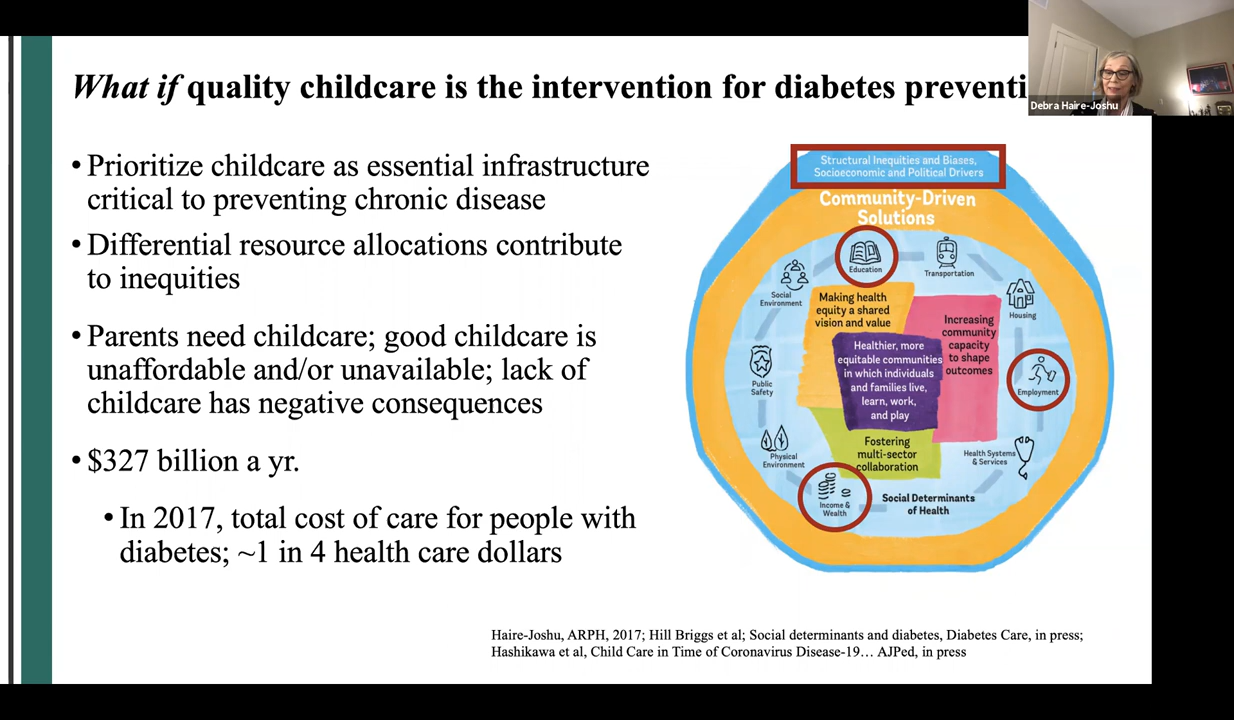 What if quality childcare is the intervention for diabetes preventi
Debra Haire-Joshu
• Prioritize childcare as essential infrastructure
critical to preventing chronic disease
• Differential resource allocations contribute
to inequities
• Parents need childcare; good childcare is
unaffordable and/or unavailable; lack of
childcare has negative consequences
• $327 billion a yr.
• In 2017, total cost of care for people with
diabetes; ~1 in 4 health care dollars
Structural Inequities and Biases,
Socioeconomic and Political Drivers
Community-Driven
Solutions
Education
Transportation
Social
Environment
Housing
Making health
equity a shared
vision and value
Increasing
community
capacity
to shape
outcomes
Healthier, more
equitable communities
in which individuals
and families live,
learn, work,
and play
Public
Safety
Employment
Physical
Environment
Fostering
multi-sector
collaboration
Health Systems
& Services
Income &
Wealth
Social Determinants
of Health
Haire-Joshu, ARPH, 2017; Hill Briggs et al; Social determinants and diabetes, Diabetes Care, in press;
Hashikawa et al, Child Care in Time of Coronavirus Disease-19… AJPed, in press